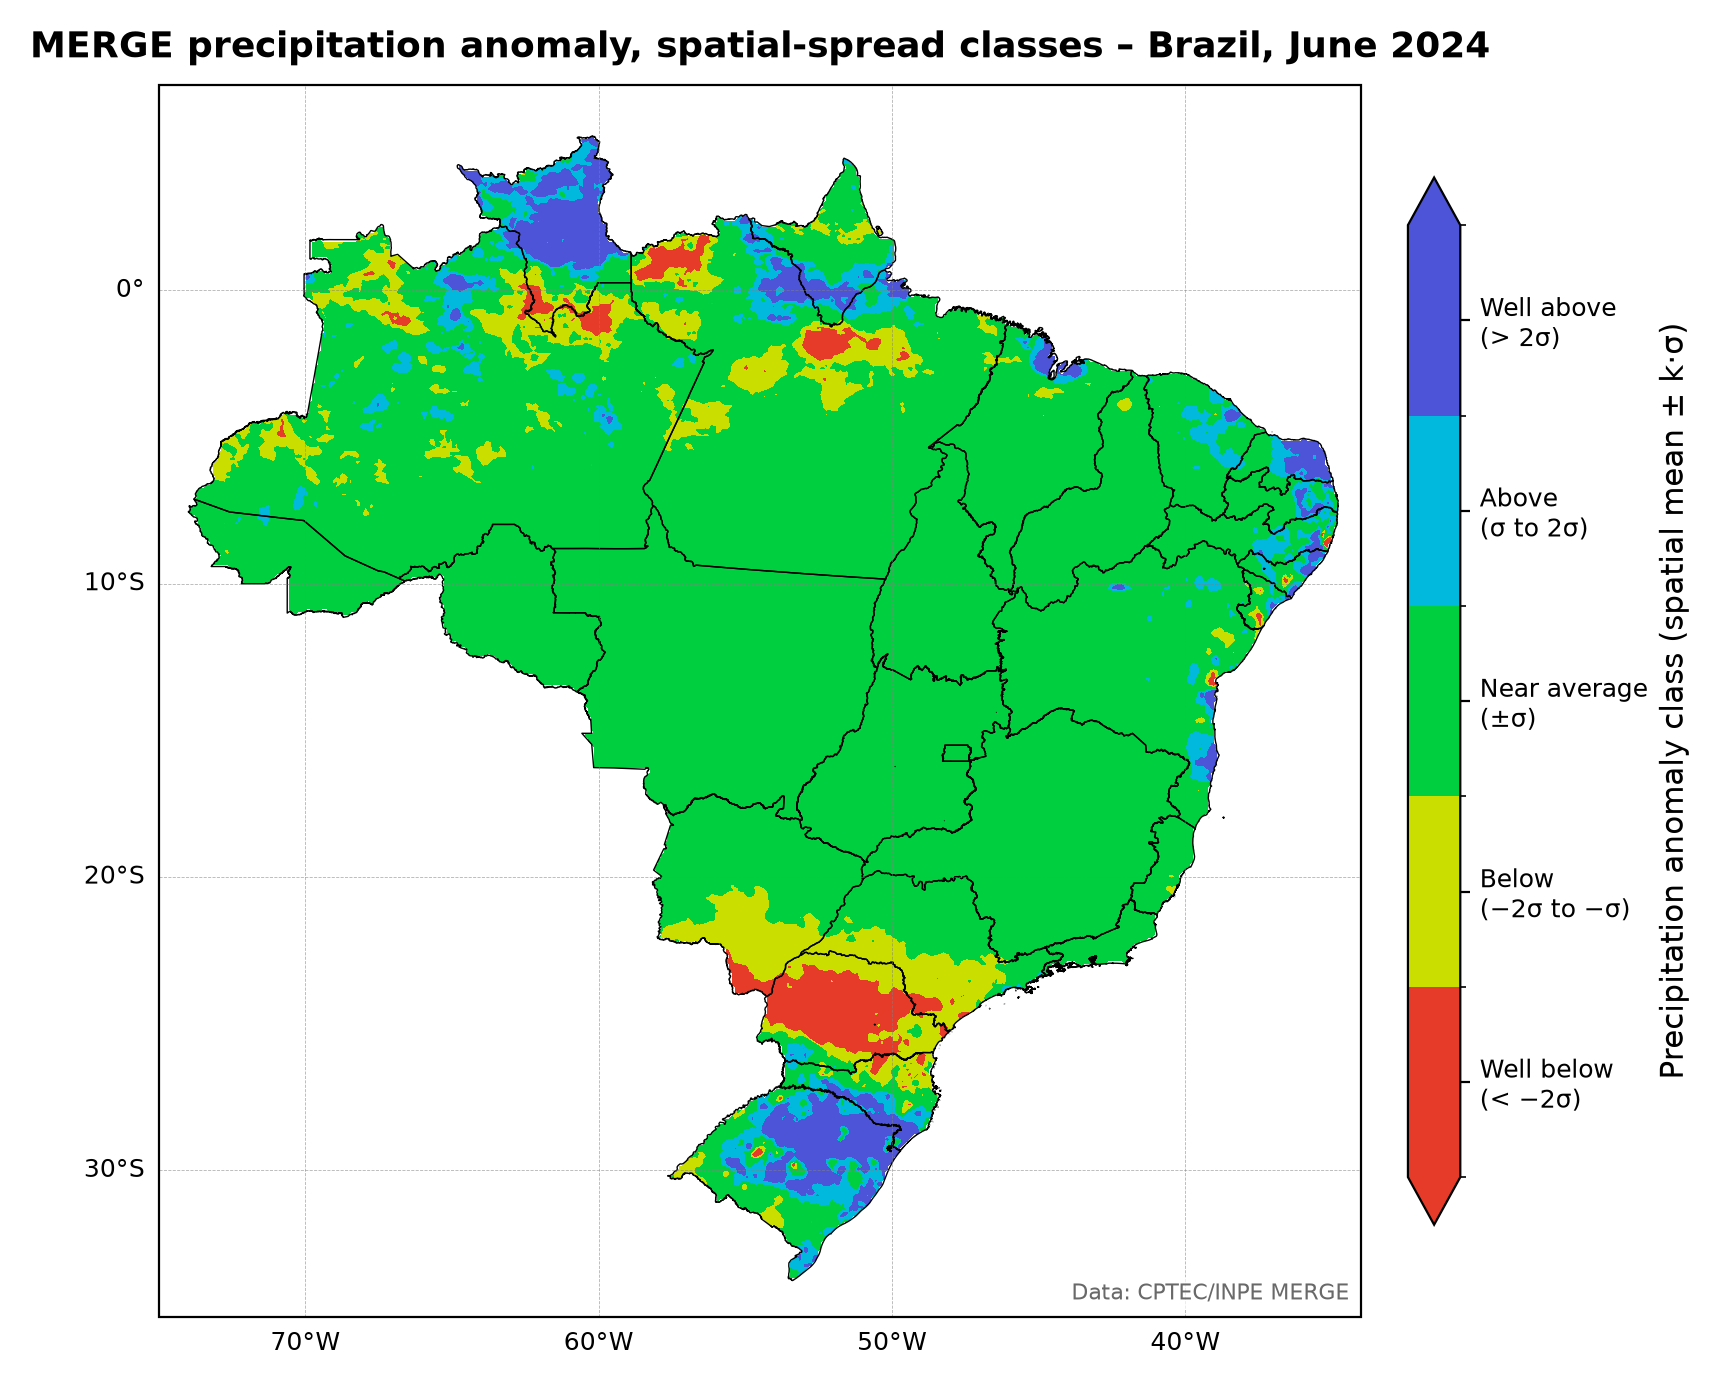 MERGE precipitation anomaly, spatial-spread classes – Brazil, June 2024
0°
10°S
20°S
30°S
70°W
60°W
50°W
40°W
Data: CPTEC/INPE MERGE
Well above
(> 2σ)
Above
(σ to 2σ)
Near average
(±σ)
Below
(−2σ to −σ)
Well below
(< −2σ)
Precipitation anomaly class (spatial mean ± k·σ)